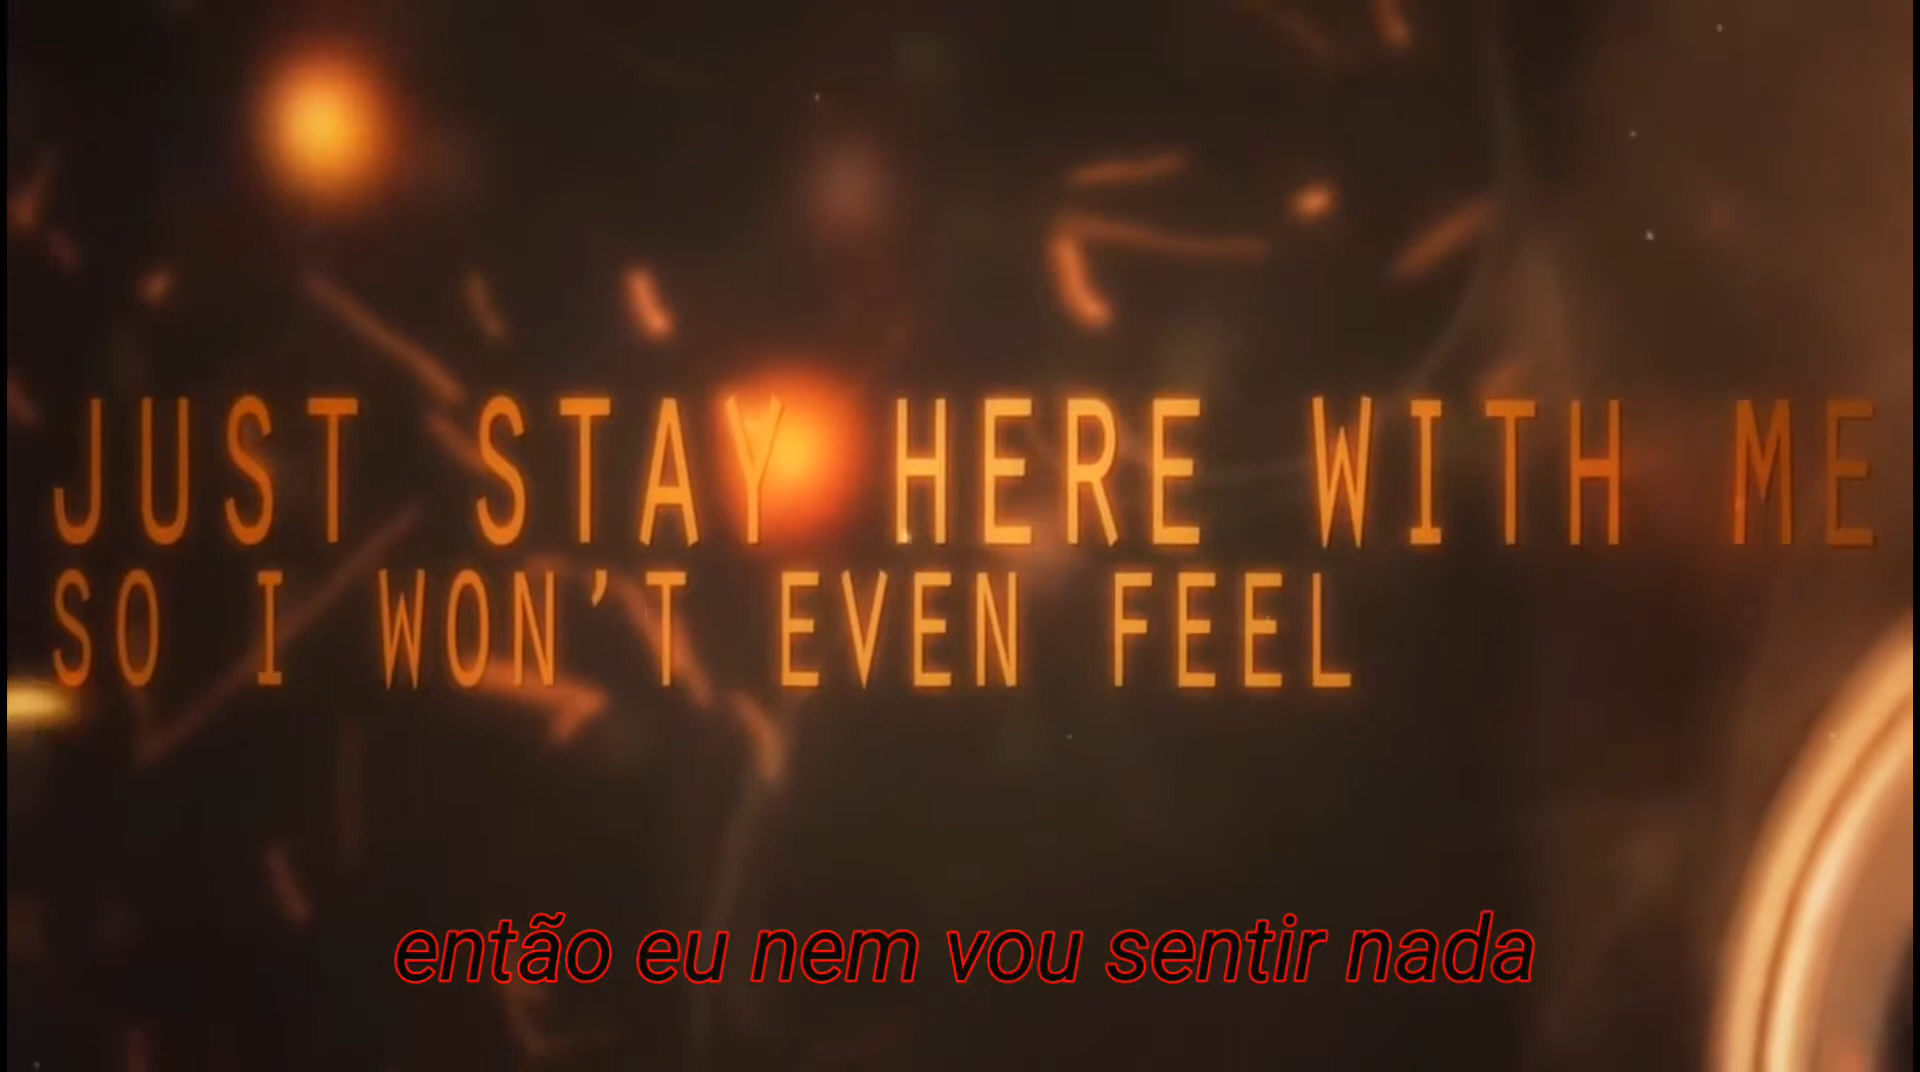 JUST STAY HERE WITH ME
SO I WON’T EVEN FEEL
então eu nem vou sentir nada